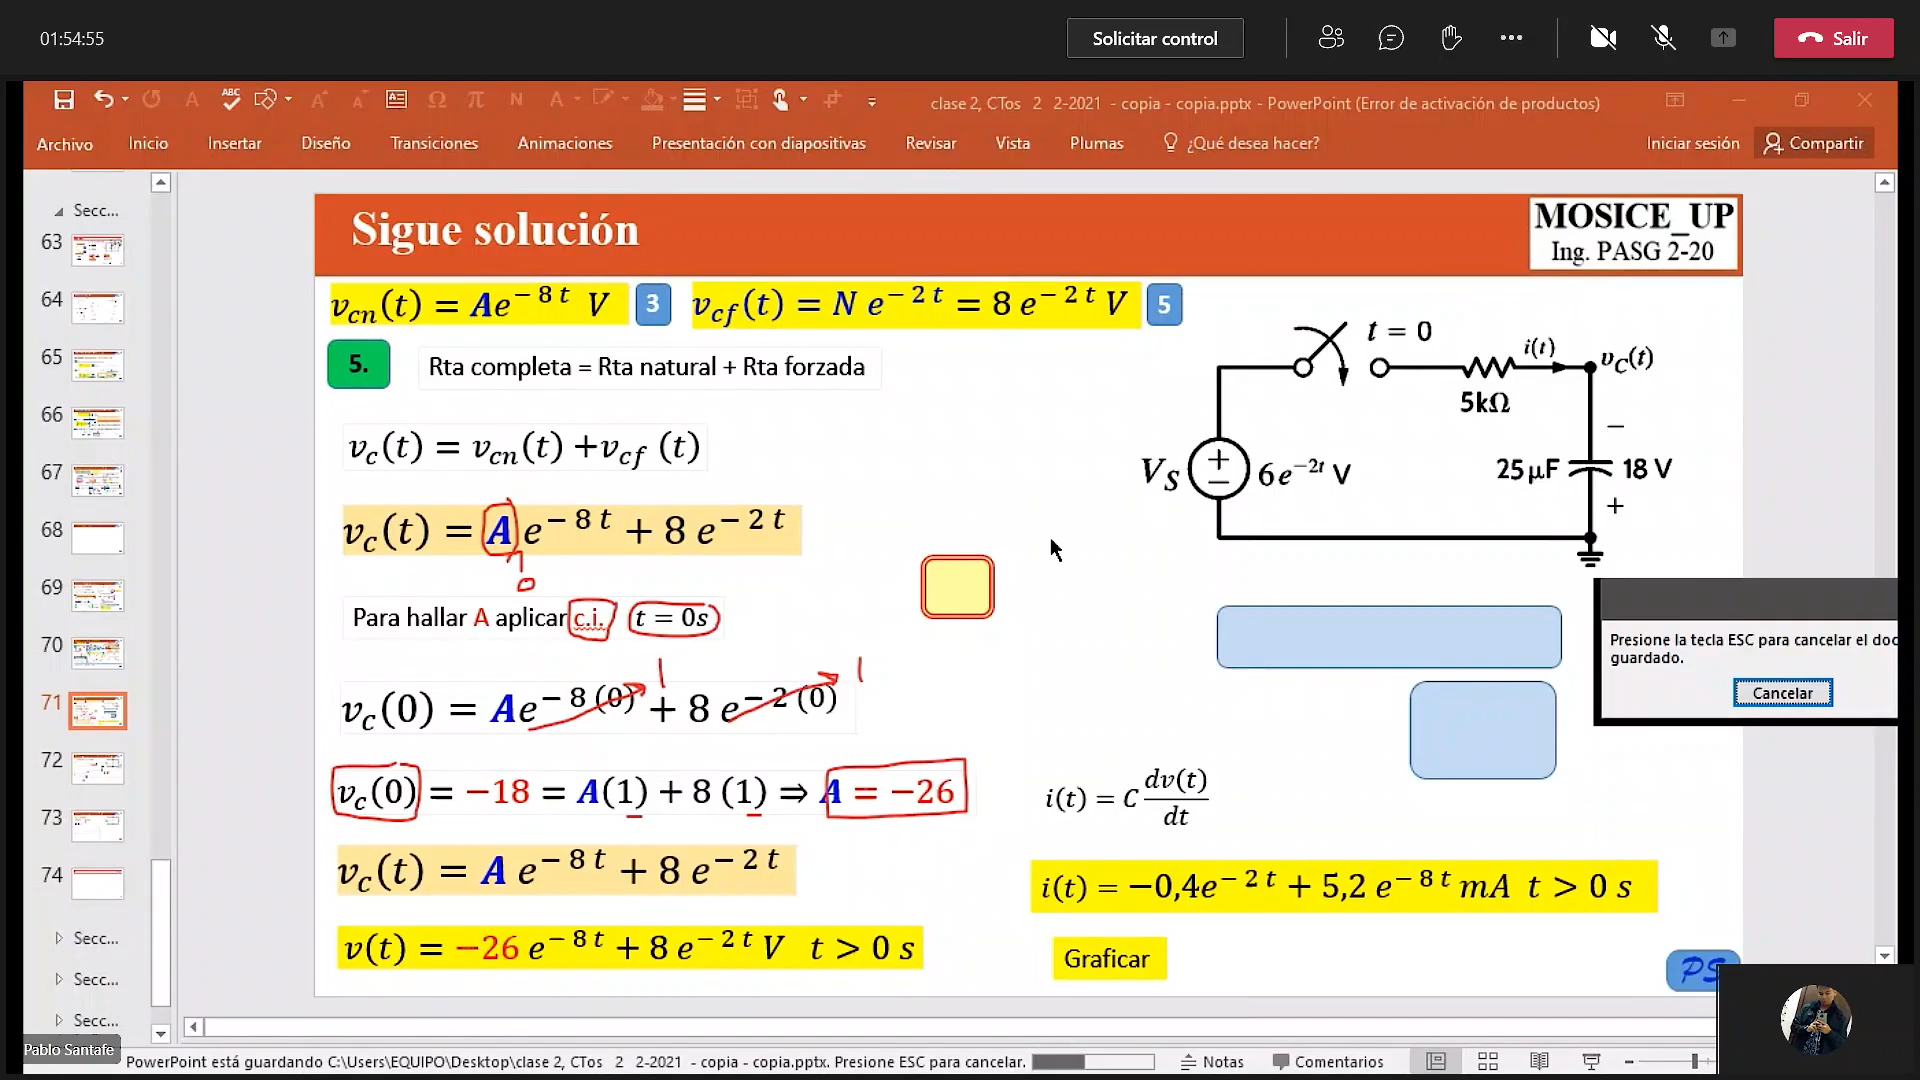 01:54:55
Solicitar control
Salir
clase 2, CTos 2 2-2021 - copia - copia.pptx - PowerPoint (Error de activación de productos)
Archivo Inicio Insertar Diseño Transiciones Animaciones Presentación con diapositivas Revisar Vista Plumas ¿Qué desea hacer? Iniciar sesión Compartir
Secc...
63
64
65
66
67
68
69
70
71
72
73
74
Secc...
Secc...
Secc...
Sigue solución
MOSICE_UP
Ing. PASG 2-20
v_cn(t) = Ae^{-8t} V 3 v_cf(t) = N e^{-2t} = 8 e^{-2t} V 5
5. Rta completa = Rta natural + Rta forzada
v_c(t) = v_cn(t) + v_cf(t)
v_c(t) = A e^{-8t} + 8 e^{-2t}
Para hallar A aplicar c.i. t = 0s
1 1
v_c(0) = Ae^{-8(0)} + 8 e^{-2(0)}
v_c(0) = -18 = A(1) + 8 (1) ⇒ A = -26
v_c(t) = A e^{-8t} + 8 e^{-2t}
v(t) = -26 e^{-8t} + 8 e^{-2t} V t > 0 s
t = 0
i(t)
v_C(t)
5kΩ
−
V_S + − 6e^{-2t} V
25 μF 18 V
+
i(t) = C dv(t)/dt
i(t) = -0,4e^{-2t} + 5,2 e^{-8t} mA t > 0 s
Graficar
PS
Presione la tecla ESC para cancelar el doc
guardado.
Cancelar
Pablo Santafe
PowerPoint está guardando C:\Users\EQUIPO\Desktop\clase 2, CTos 2 2-2021 - copia - copia.pptx. Presione ESC para cancelar.
Notas Comentarios